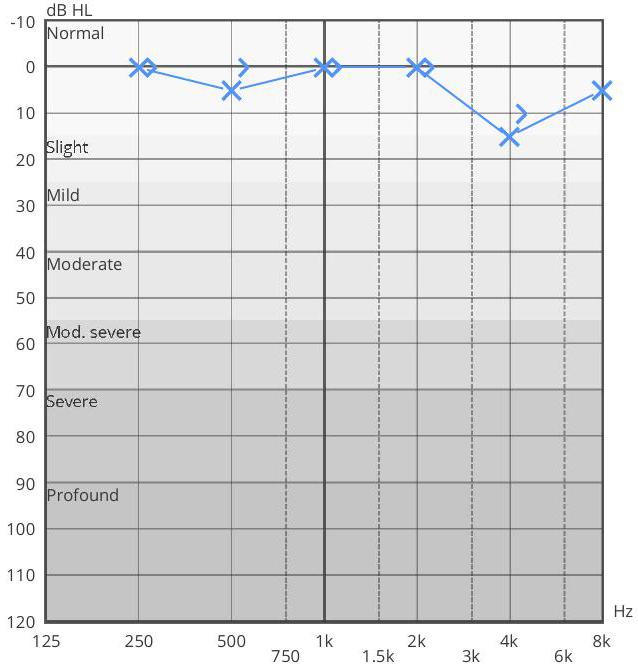 dB HL
-10
Normal
0
10
Slight
20
Mild
30
40
Moderate
50
Mod. severe
60
70
Severe
80
90
Profound
100
110
120
Hz
125 250 500 1k 2k 4k 8k
750 1.5k 3k 6k